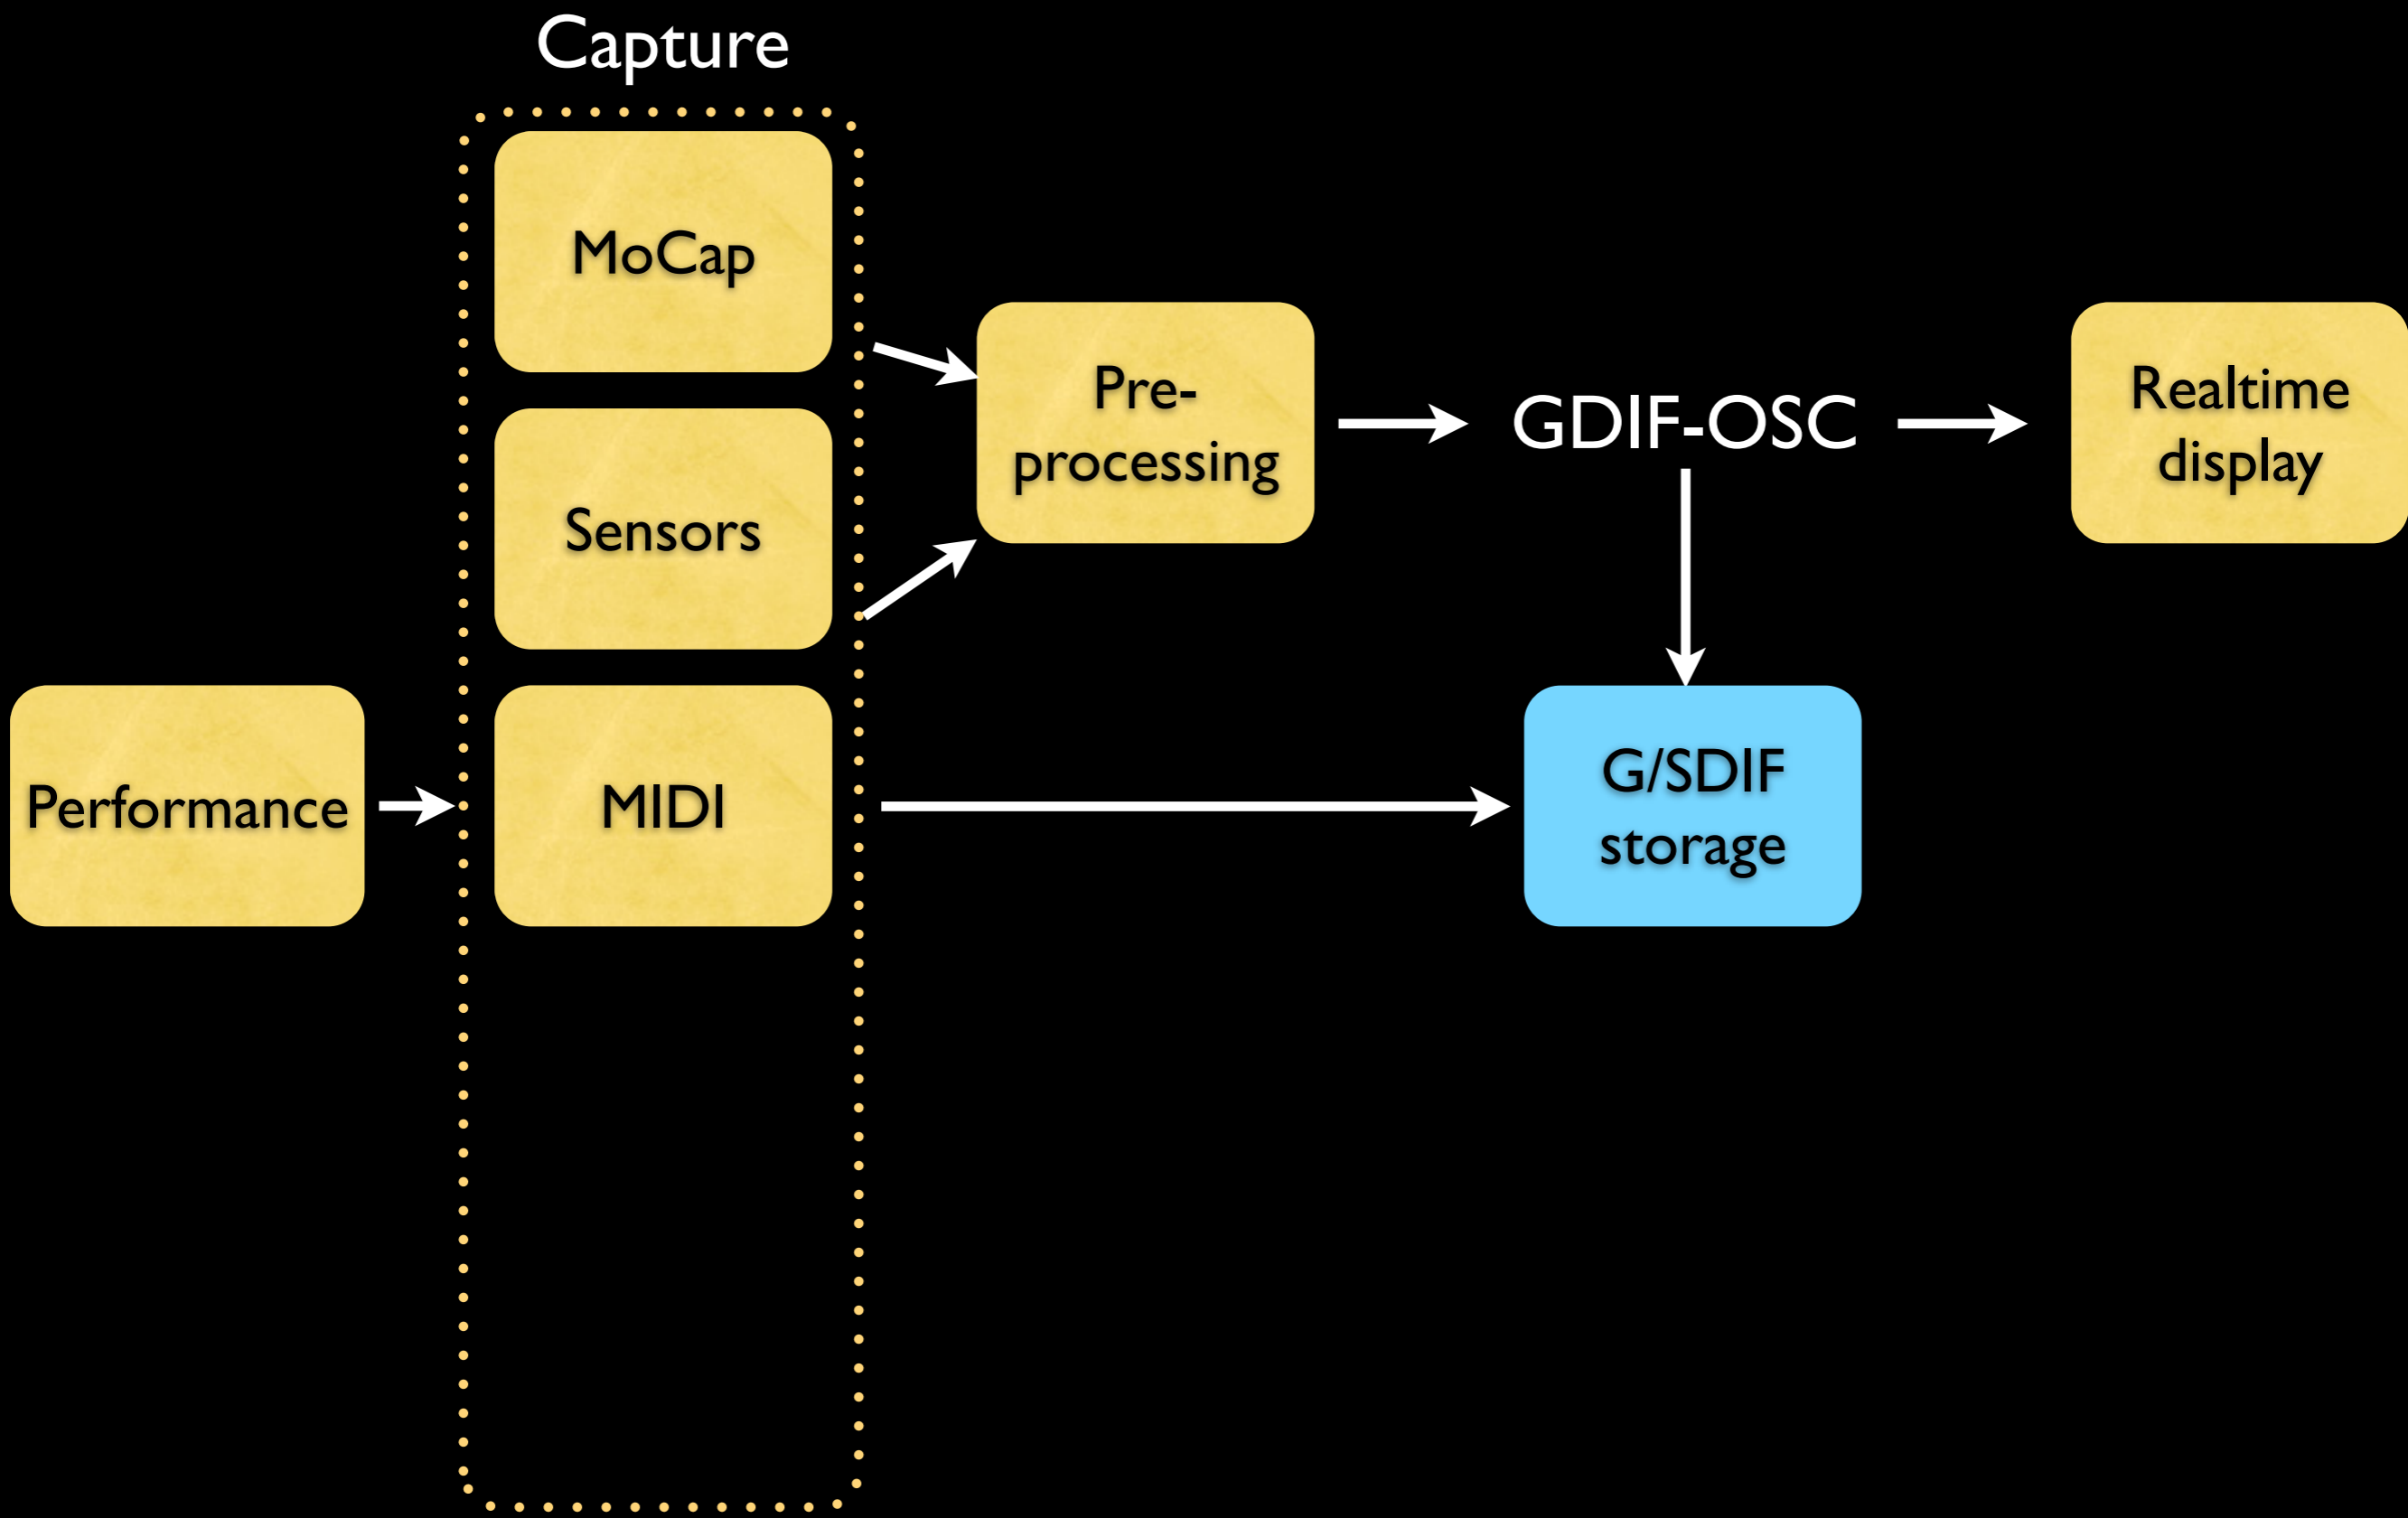 Capture
MoCap
Sensors
Performance
MIDI
Pre-
processing
GDIF-OSC
Realtime
display
G/SDIF
storage